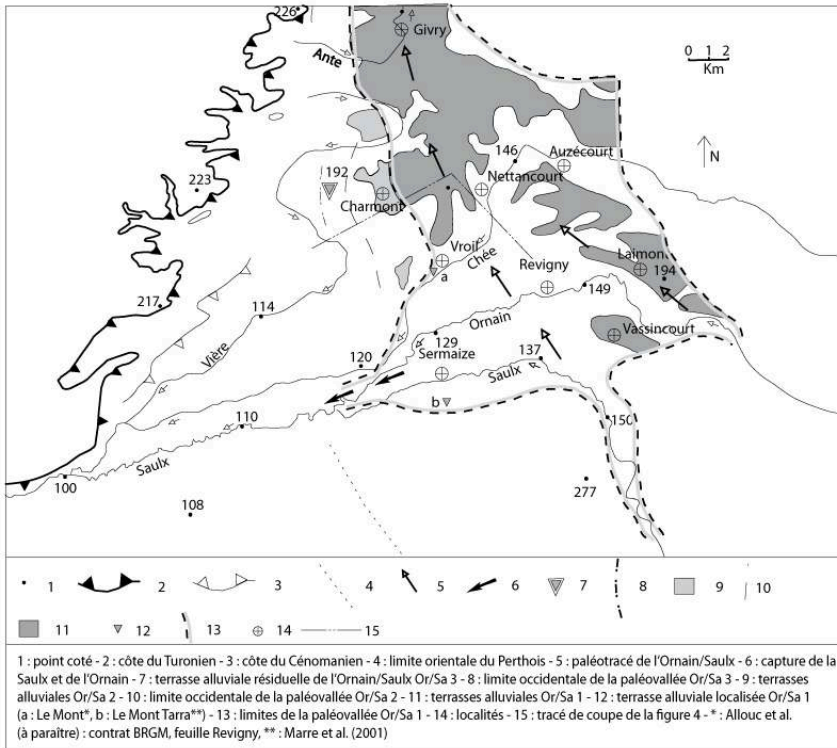 226
Givry
Ante
0 1 2
Km
N
146
Auzécourt
Nettancourt
192
223
Charmont
Vroil
Chée
a
Laimont
194
Revigny
217
114
149
Ornain
Vassincourt
Vière
129
120
Sermaize
137
Saulx
b
110
150
Saulx
100
277
108
1 2 3 4 5 6 7 8 9 10
11 12 13 14 15
1 : point coté - 2 : côte du Turonien - 3 : côte du Cénomanien - 4 : limite orientale du Perthois - 5 : paléotracé de l'Ornain/Saulx - 6 : capture de la
Saulx et de l'Ornain - 7 : terrasse alluviale résiduelle de l'Ornain/Saulx Or/Sa 3 - 8 : limite occidentale de la paléovallée Or/Sa 3 - 9 : terrasses
alluviales Or/Sa 2 - 10 : limite occidentale de la paléovallée Or/Sa 2 - 11 : terrasses alluviales Or/Sa 1 - 12 : terrasse alluviale localisée Or/Sa 1
(a : Le Mont*, b : Le Mont Tarra**) - 13 : limites de la paléovallée Or/Sa 1 - 14 : localités - 15 : tracé de coupe de la figure 4 - * : Allouc et al.
(à paraître) : contrat BRGM, feuille Revigny, ** : Marre et al. (2001)